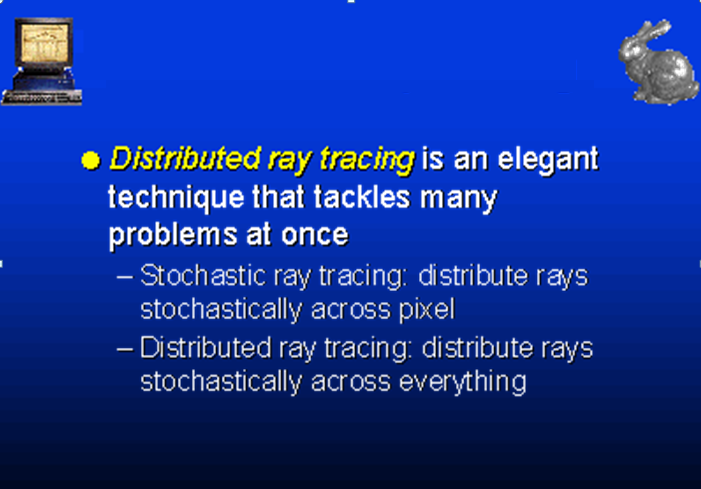 Distributed ray tracing is an elegant
technique that tackles many
problems at once
– Stochastic ray tracing: distribute rays
stochastically across pixel
– Distributed ray tracing: distribute rays
stochastically across everything